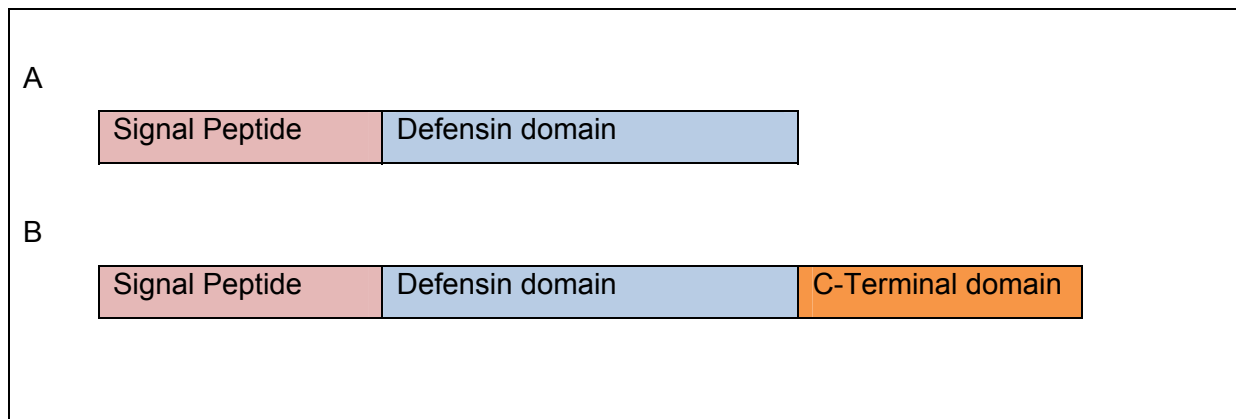 A
Signal Peptide Defensin domain
B
Signal Peptide Defensin domain C-Terminal domain